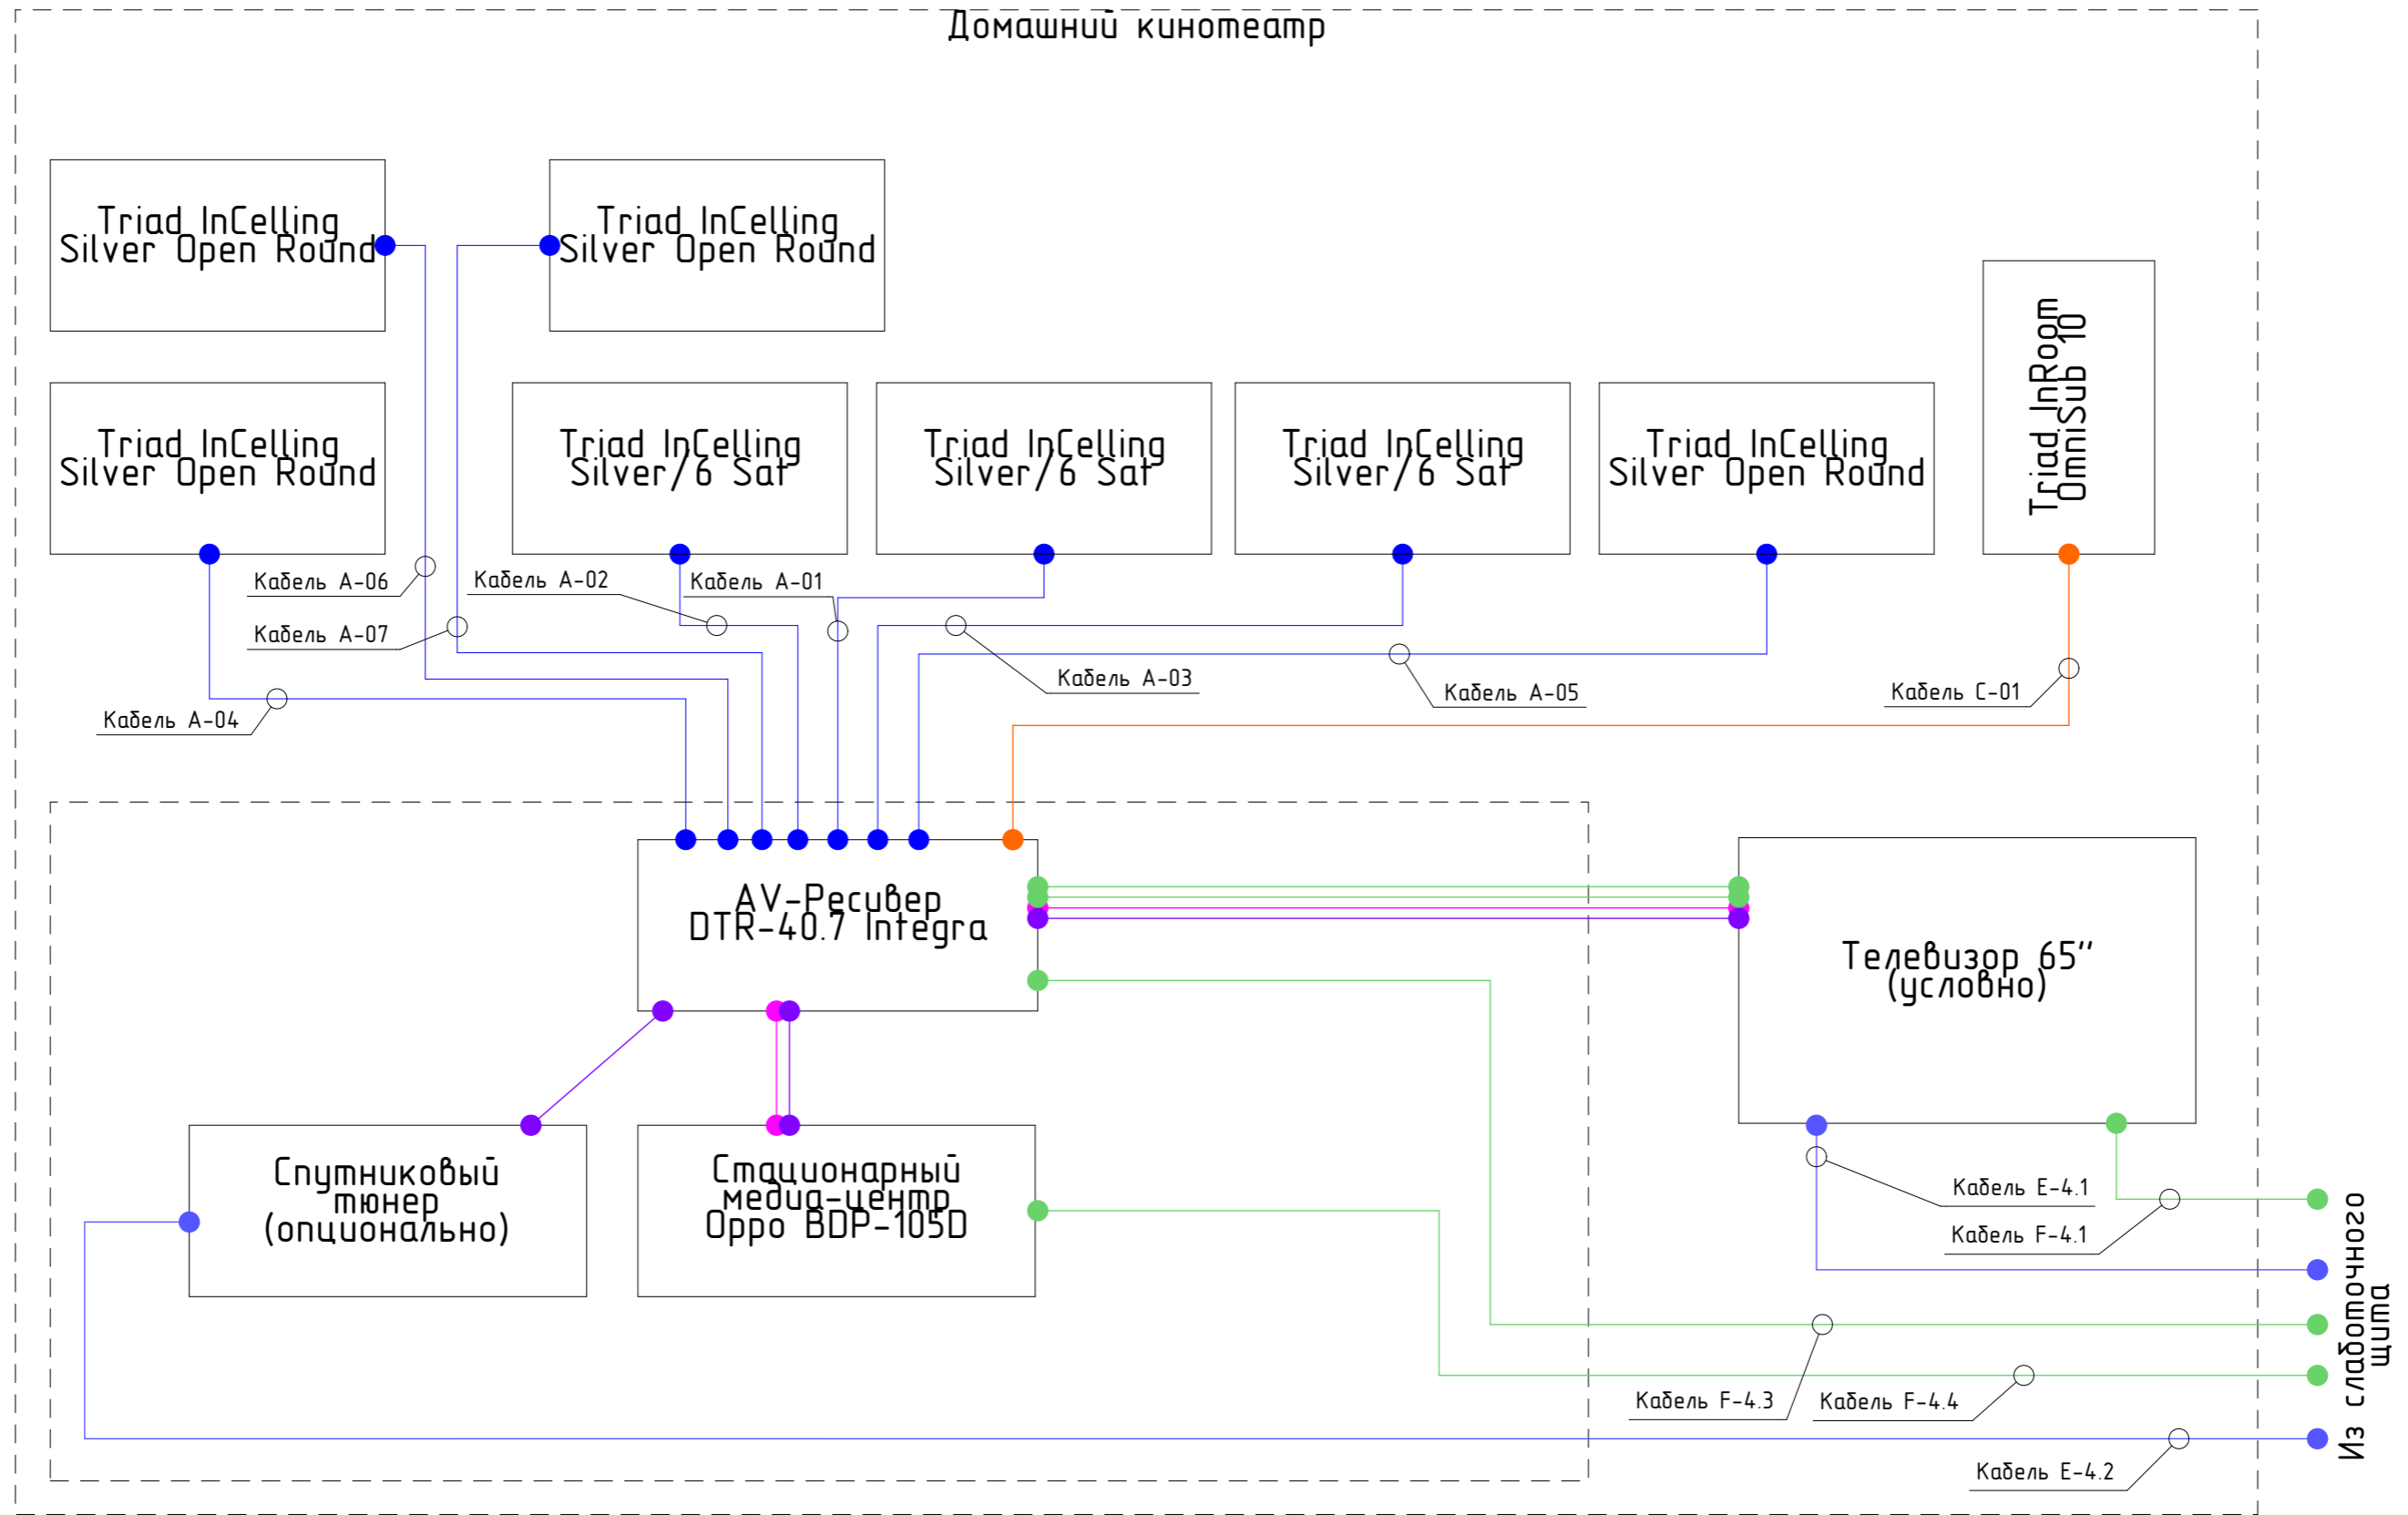 Домашний кинотеатр
Triad InCelling
Silver Open Round
Triad InCelling
Silver Open Round
Triad InRoom
OmniSub 10
Triad InCelling
Silver Open Round
Triad InCelling
Silver/6 Sat
Triad InCelling
Silver/6 Sat
Triad InCelling
Silver/6 Sat
Triad InCelling
Silver Open Round
Кабель А-06
Кабель А-02
Кабель А-01
Кабель А-07
Кабель А-03
Кабель А-05
Кабель С-01
Кабель А-04
AV-Ресивер
DTR-40.7 Integra
Телевизор 65"
(условно)
Спутниковый
тюнер
(опционально)
Стационарный
медиа-центр
Oppo BDP-105D
Кабель E-4.1
Кабель F-4.1
Кабель F-4.3
Кабель F-4.4
Кабель E-4.2
Из слаботочного
щита